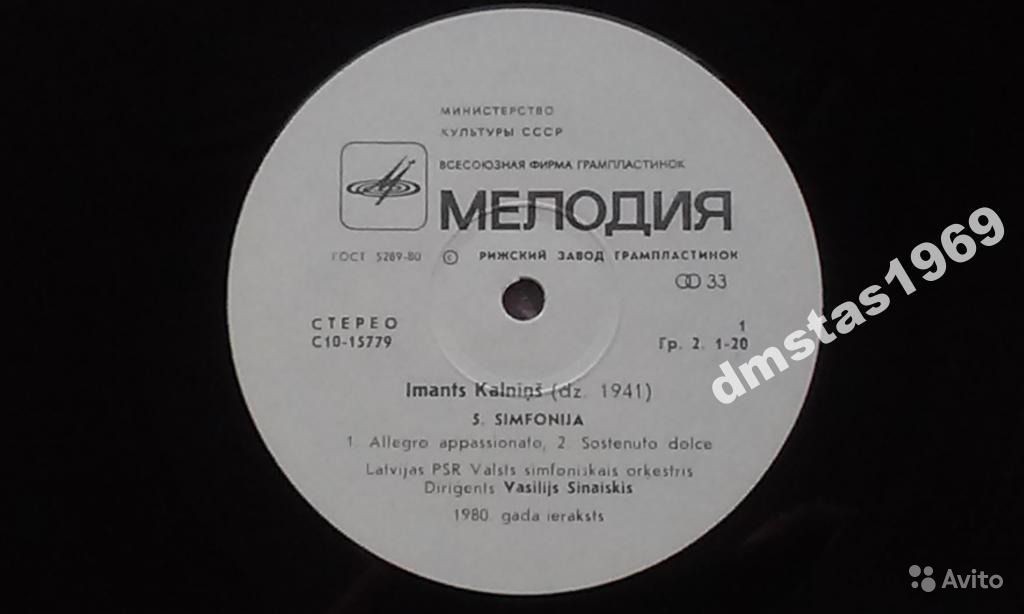 МИНИСТЕРСТВО
КУЛЬТУРЫ СССР
ВСЕСОЮЗНАЯ ФИРМА ГРАМПЛАСТИНОК
МЕЛОДИЯ
ГОСТ 5289-80 © РИЖСКИЙ ЗАВОД ГРАМПЛАСТИНОК
33
СТЕРЕО 1
С10-15779 Гр. 2. 1-20
Imants Kalniņš (dz. 1941)
5. SIMFONIJA
1. Allegro appassionato, 2. Sostenuto dolce
Latvijas PSR Valsts simfoniskais orķestris
Diriģents Vasilijs Sinaiskis
1980. gada ieraksts
dmstas1969
Avito